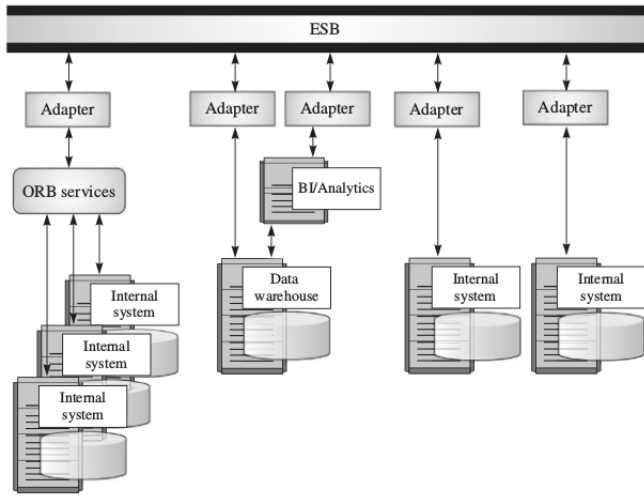 ESB
Adapter
Adapter
Adapter
Adapter
Adapter
ORB services
BI/Analytics
Internal
system
Internal
system
Internal
system
Data
warehouse
Internal
system
Internal
system